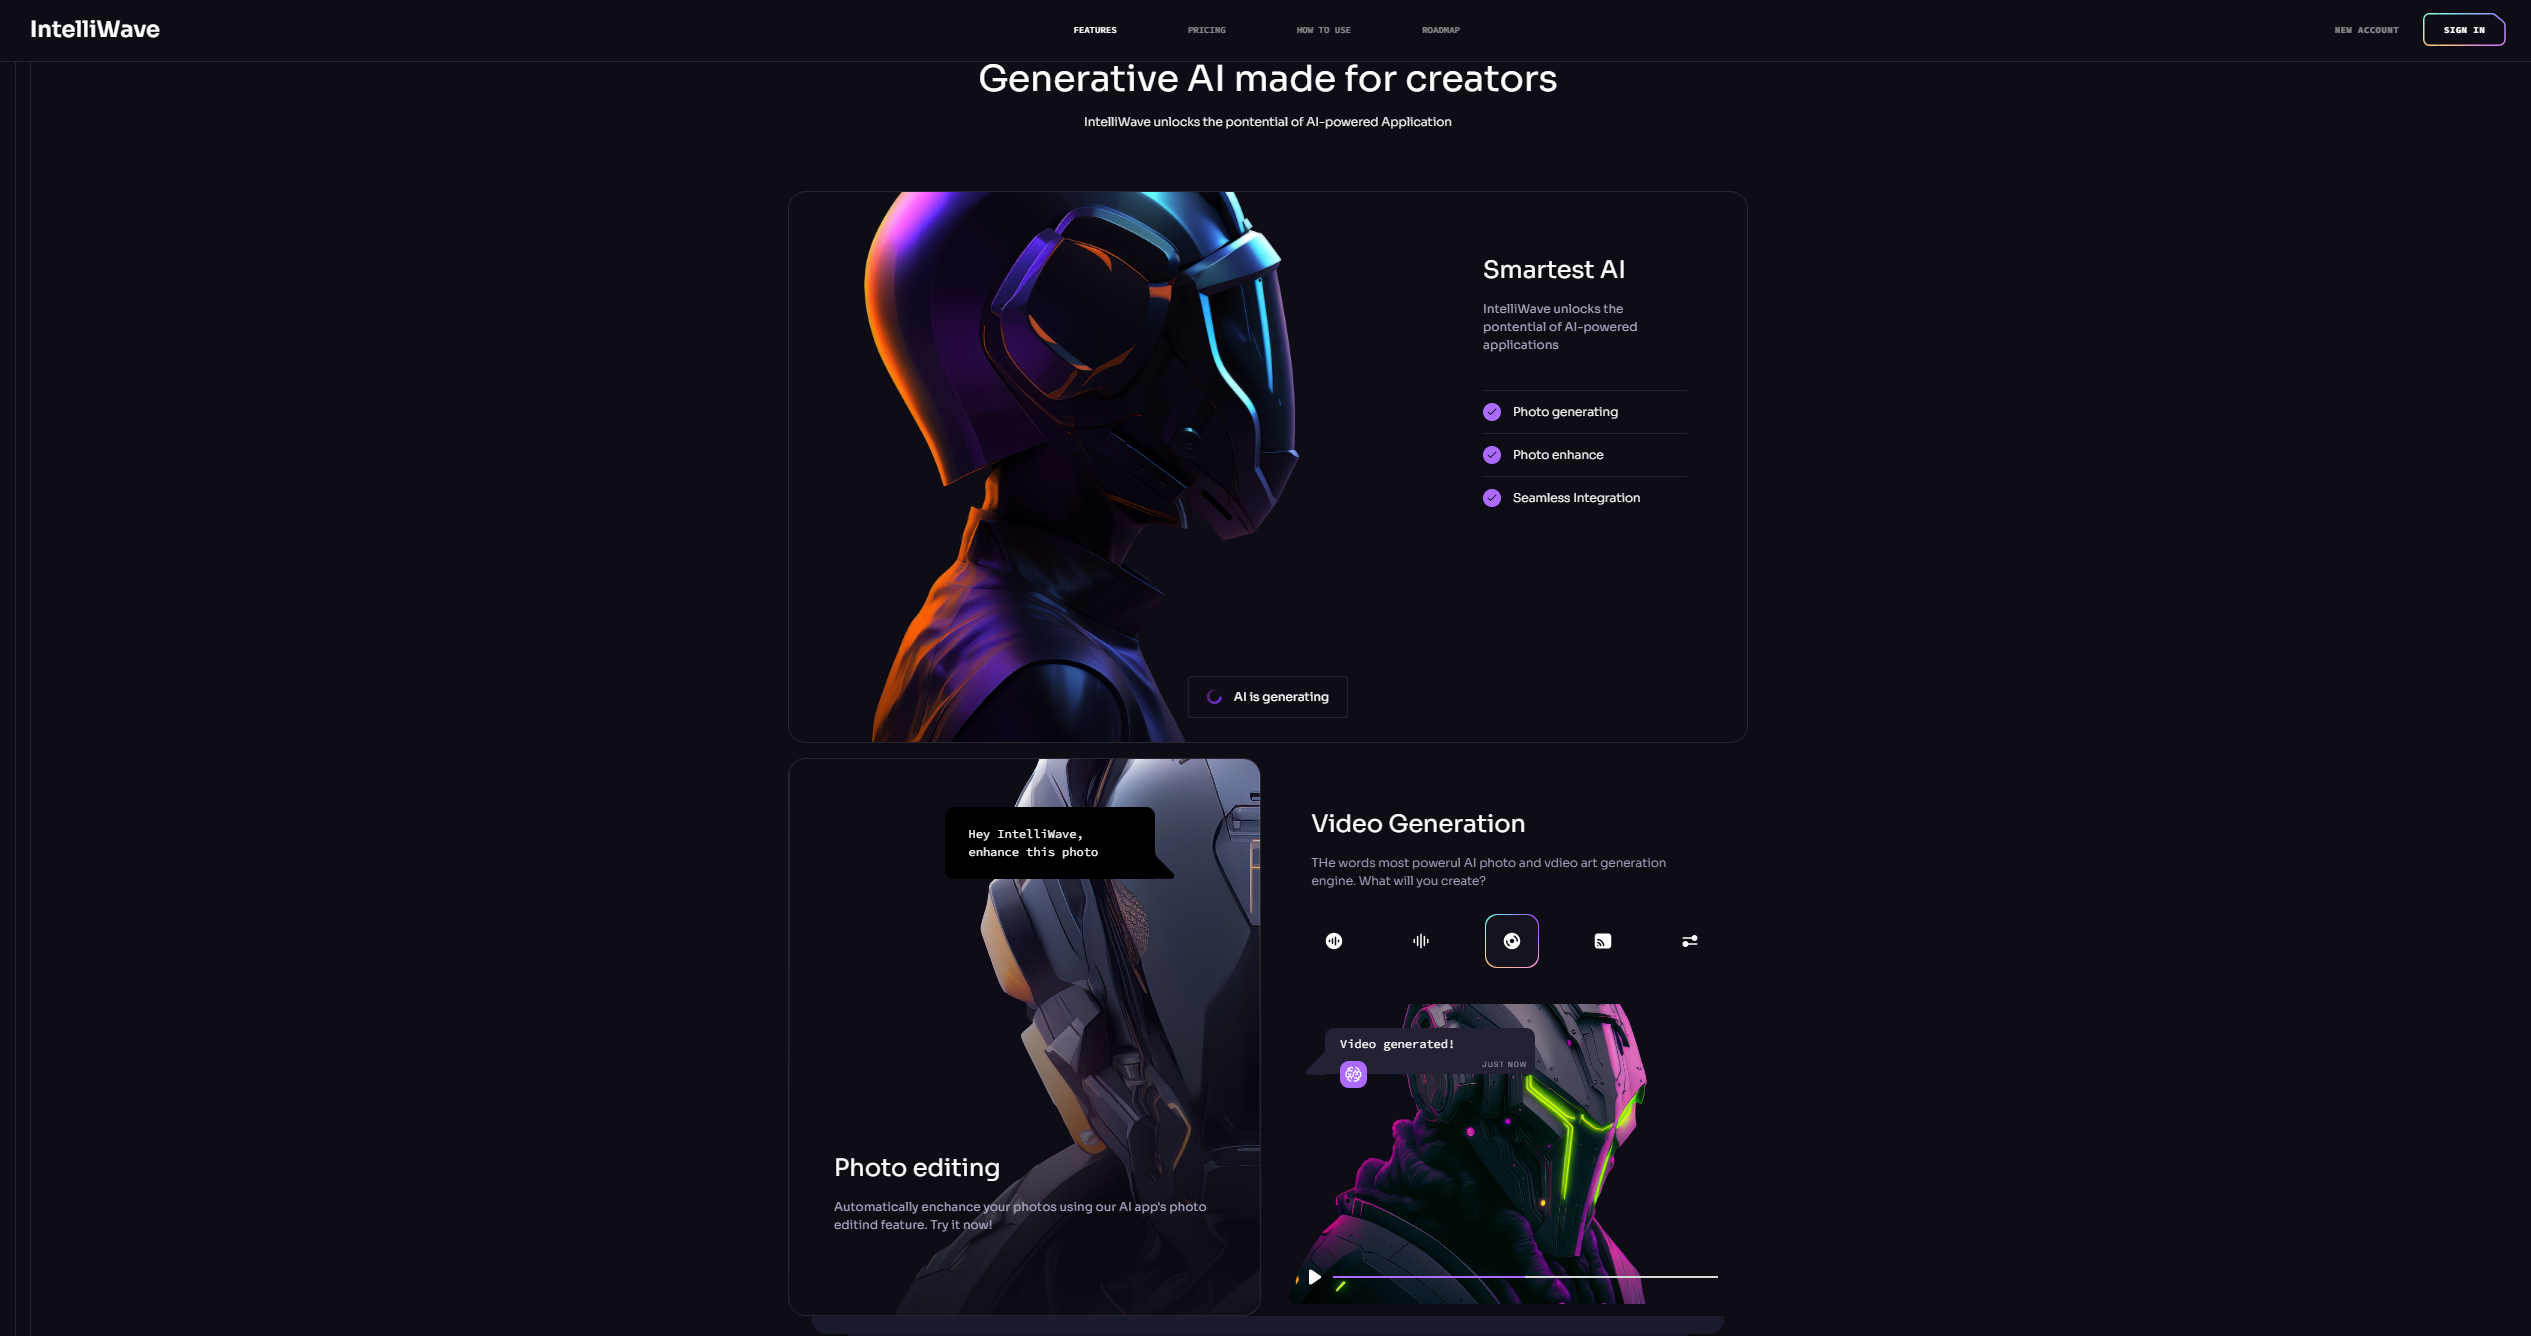 IntelliWave
FEATURES
PRICING
HOW TO USE
ROADMAP
NEW ACCOUNT
SIGN IN
Generative AI made for creators
IntelliWave unlocks the pontential of AI-powered Application
Smartest AI
IntelliWave unlocks the
pontential of AI-powered
applications
Photo generating
Photo enhance
Seamless Integration
AI is generating
Hey IntelliWave,
enhance this photo
Photo editing
Automatically enchance your photos using our AI app's photo
editind feature. Try it now!
Video Generation
THe words most powerul AI photo and vdieo art generation
engine. What will you create?
Video generated!
JUST NOW